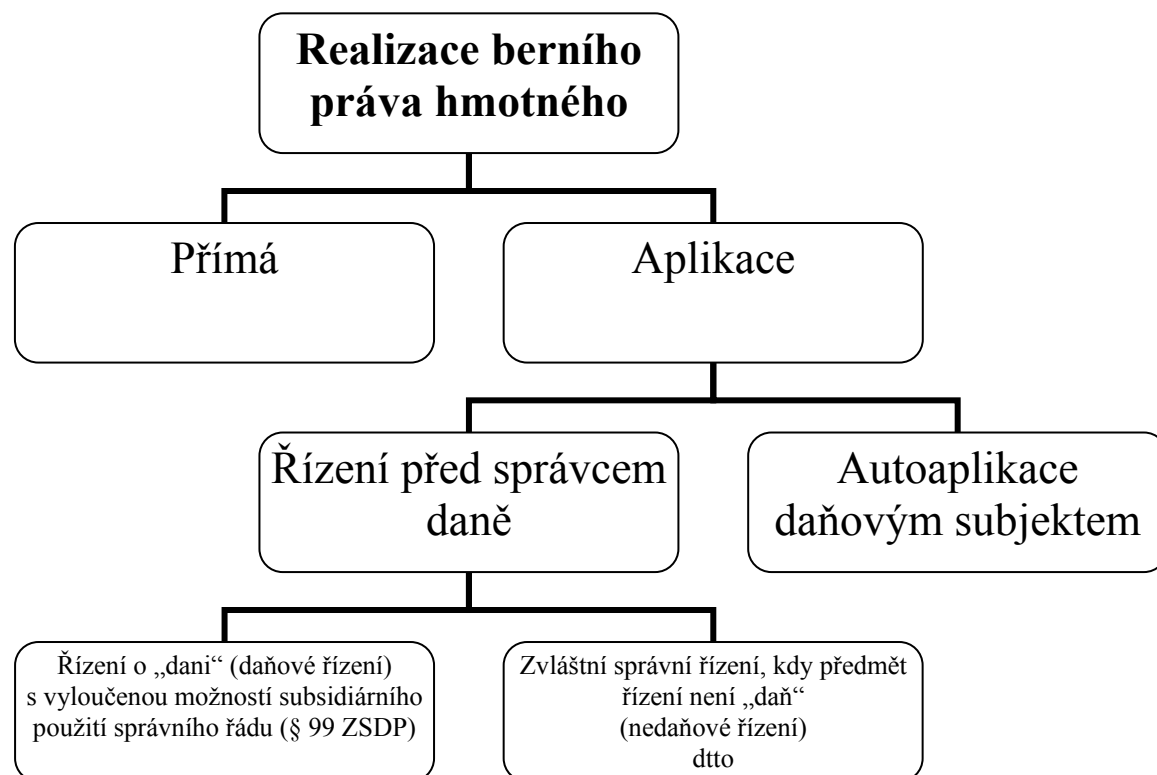 Realizace berního
práva hmotného
Přímá
Aplikace
Řízení před správcem
daně
Autoaplikace
daňovým subjektem
Řízení o „dani“ (daňové řízení)
s vyloučenou možností subsidiárního
použití správního řádu (§ 99 ZSDP)
Zvláštní správní řízení, kdy předmět
řízení není „daň“
(nedaňové řízení)
dtto